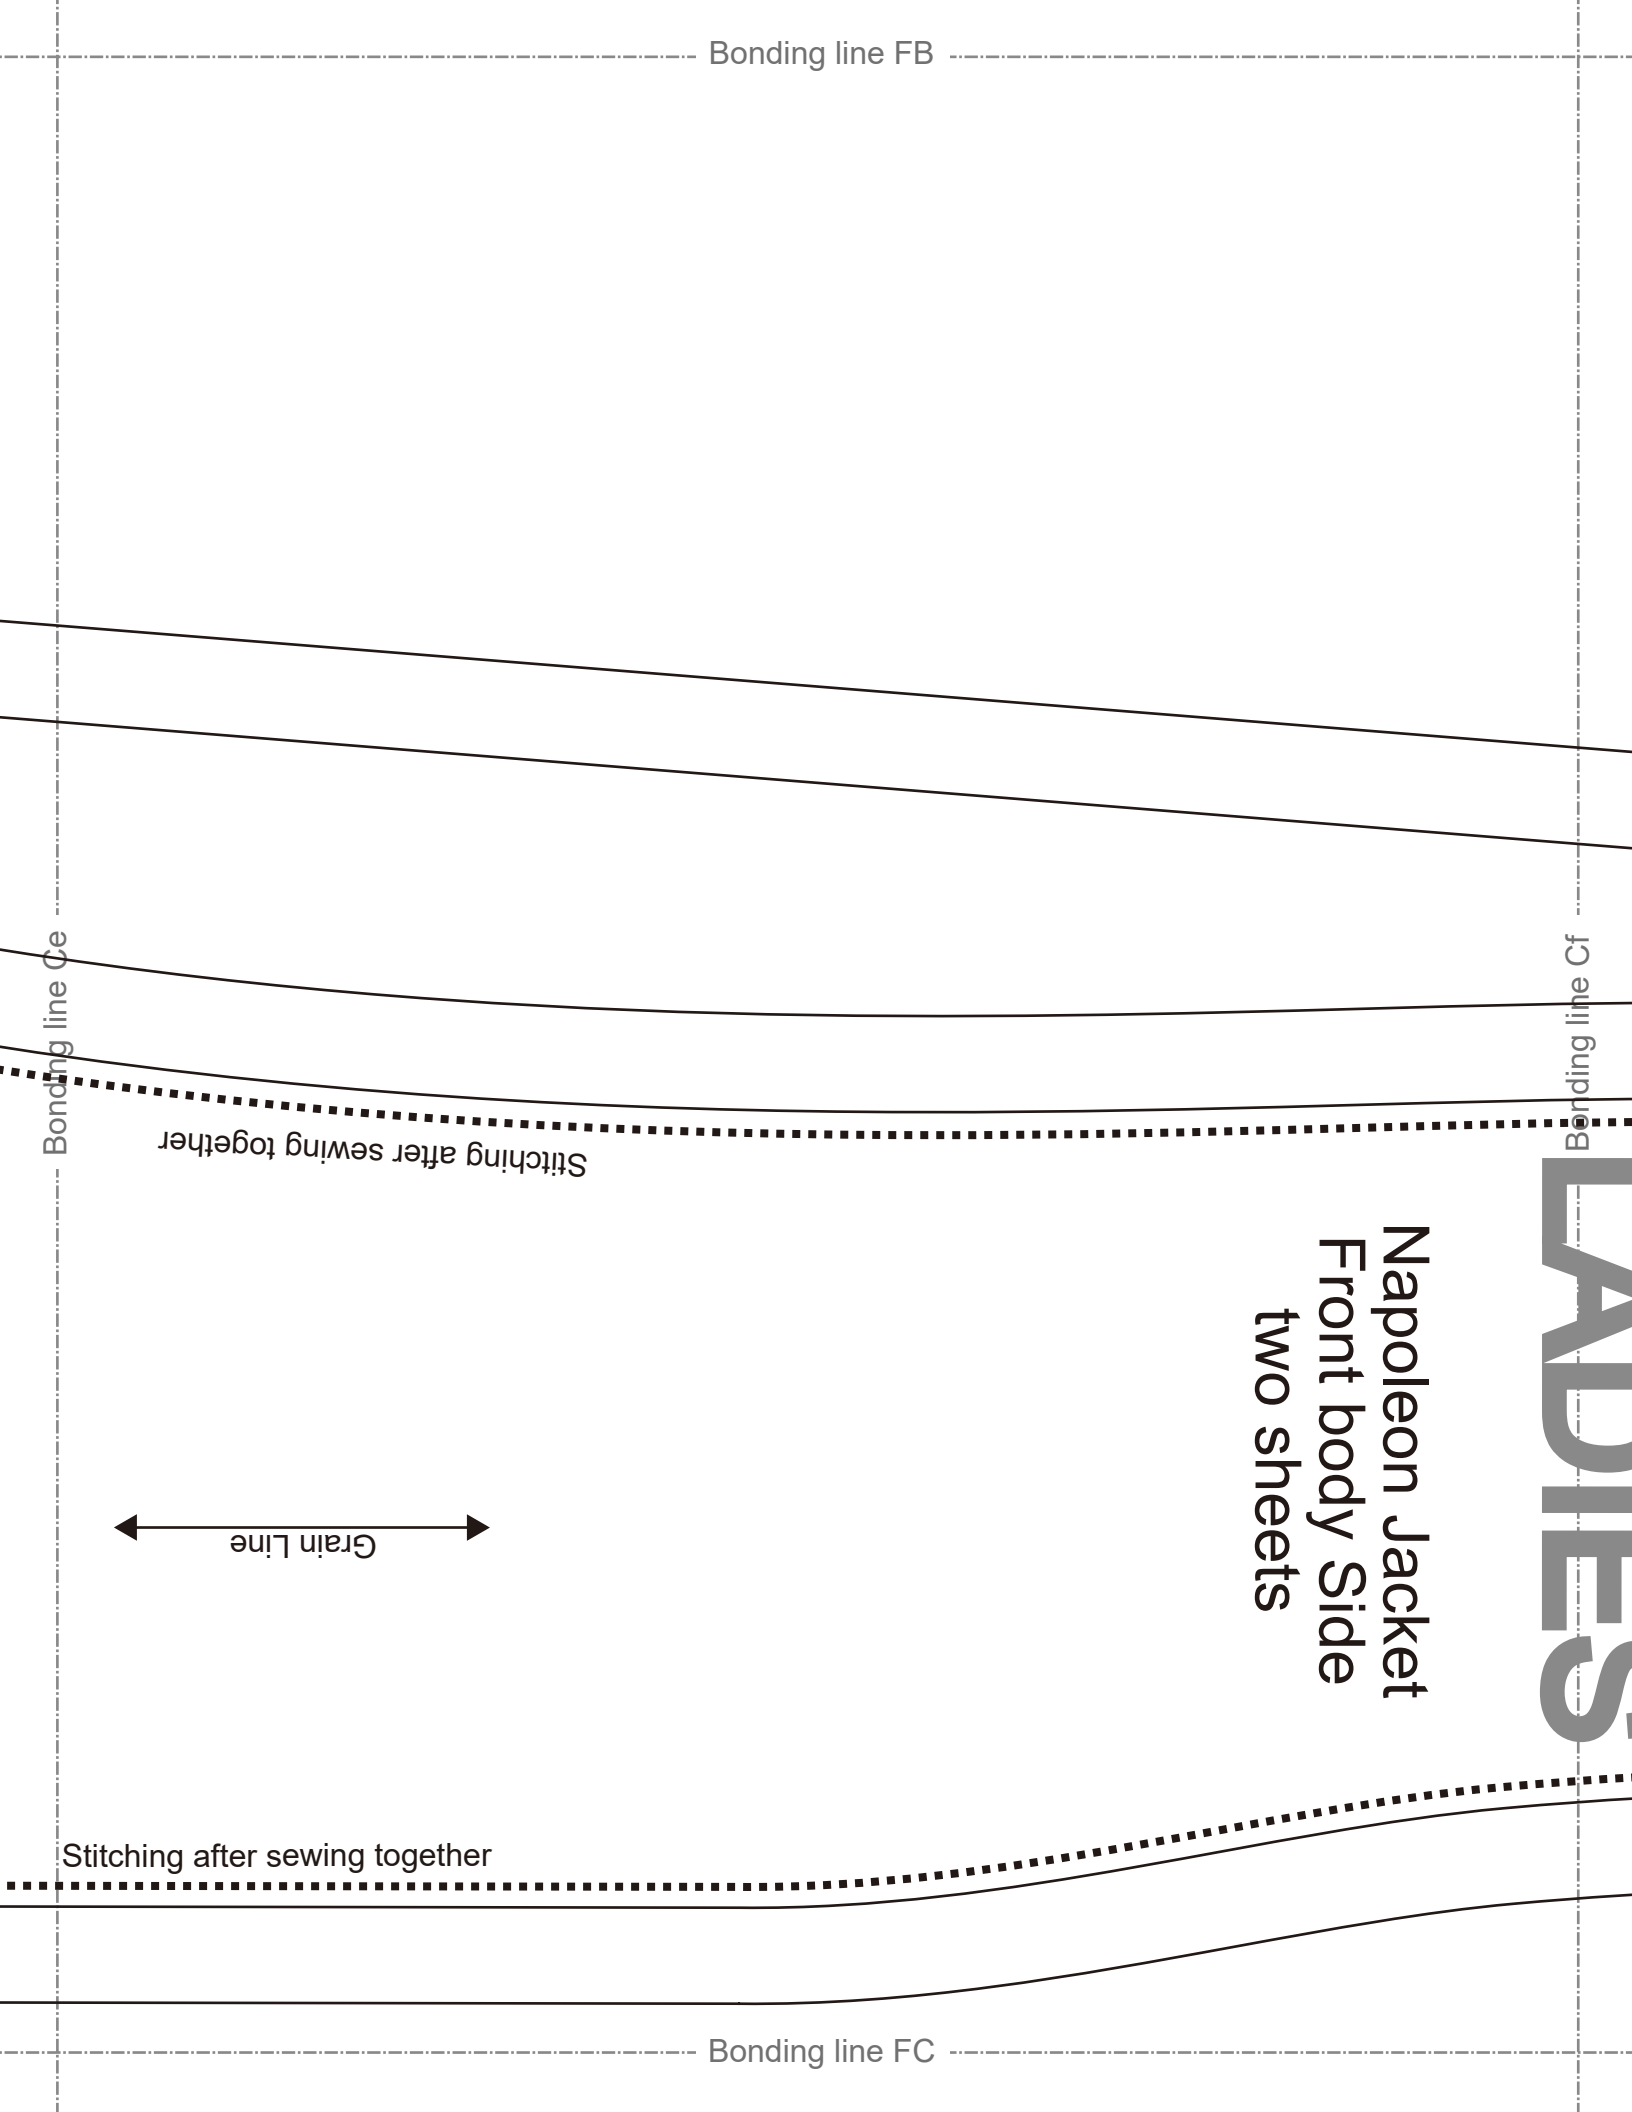 Bonding line FB
Bonding line Ce
Bonding line Cf
Stitching after sewing together
LADIES
Napoleon Jacket
Front body Side
two sheets
Grain Line
Stitching after sewing together
Bonding line FC